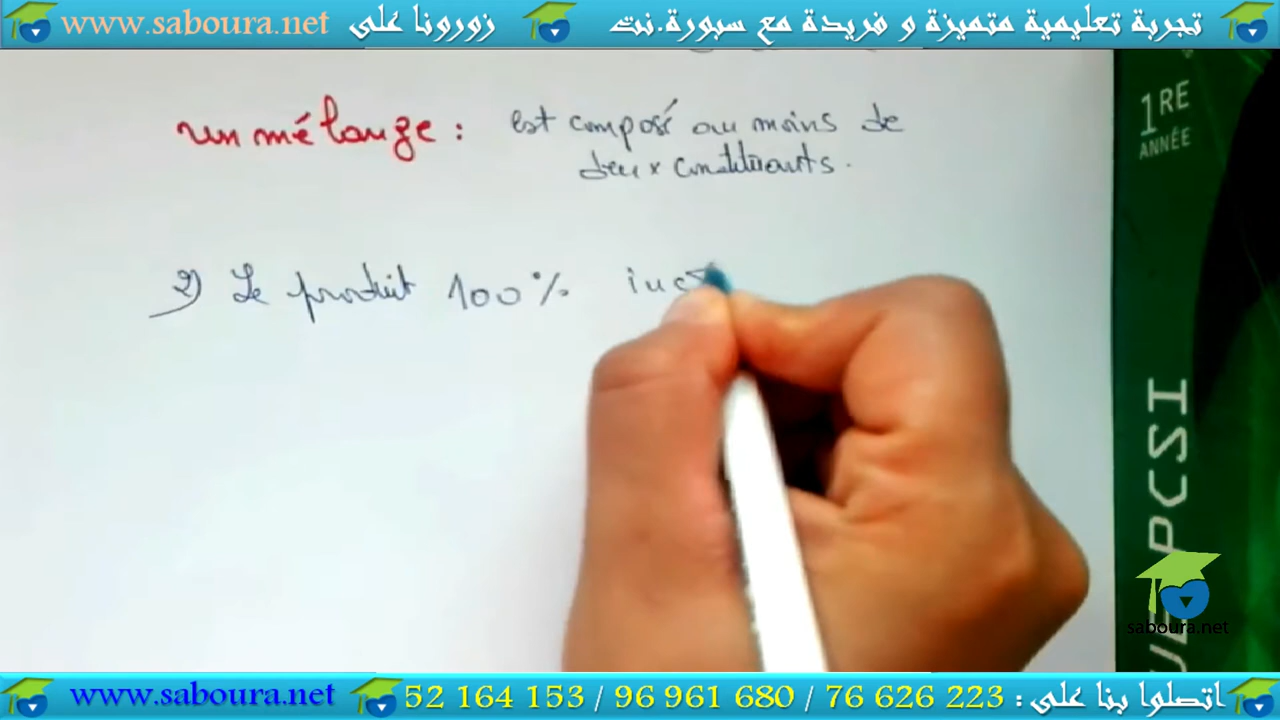 www.saboura.net زورونا على تجربة تعليمية متميزة و فريدة مع سبورة.نت
un mélange : est composé au moins de
deux constituants.
2) Le produit 100%
1RE
ANNÉE
PCSI
saboura.net
www.saboura.net 52 164 153 / 96 961 680 / 76 626 223 : اتصلوا بنا على